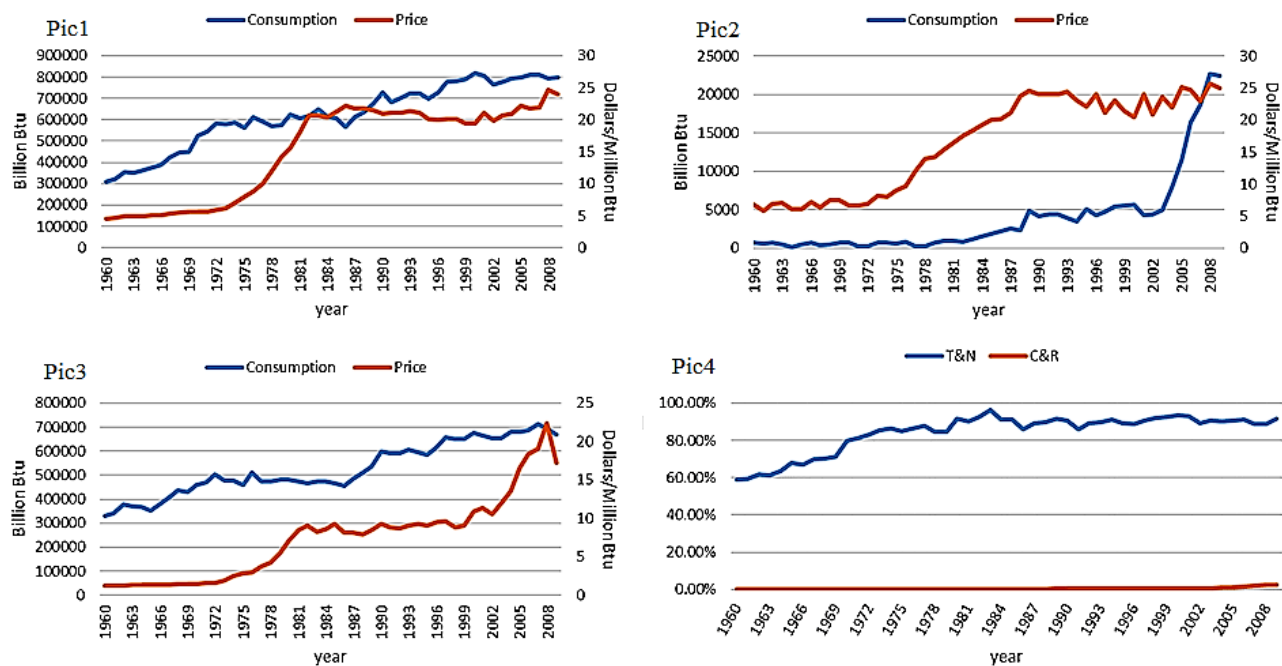 Pic1
Consumption Price
900000 30
800000 25
700000
600000 20
500000 15
400000
300000 10
200000 5
100000
0 0
Billion Btu
Dollars/Million Btu
1960 1963 1966 1969 1972 1975 1978 1981 1984 1987 1990 1993 1996 1999 2002 2005 2008
year
Pic2
Consumption Price
25000 30
20000 25
20
15000 15
10000 10
5000 5
0 0
Billion Btu
Dollars/Million Btu
1960 1963 1966 1969 1972 1975 1978 1981 1984 1987 1990 1993 1996 1999 2002 2005 2008
year
Pic3
Consumption Price
800000 25
700000
600000 20
500000 15
400000
300000 10
200000 5
100000
0 0
Billion Btu
Dollars/Million Btu
1960 1963 1966 1969 1972 1975 1978 1981 1984 1987 1990 1993 1996 1999 2002 2005 2008
year
Pic4
T&N C&R
100.00%
80.00%
60.00%
40.00%
20.00%
0.00%
1960 1963 1966 1969 1972 1975 1978 1981 1984 1987 1990 1993 1996 1999 2002 2005 2008
year